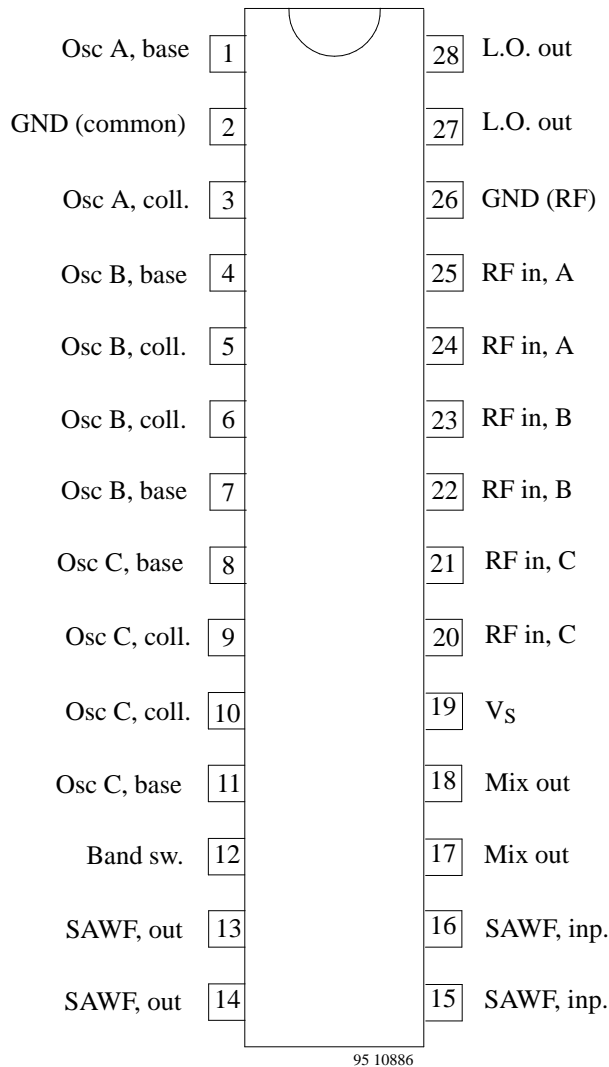 Osc A, base 1 28 L.O. out
GND (common) 2 27 L.O. out
Osc A, coll. 3 26 GND (RF)
Osc B, base 4 25 RF in, A
Osc B, coll. 5 24 RF in, A
Osc B, coll. 6 23 RF in, B
Osc B, base 7 22 RF in, B
Osc C, base 8 21 RF in, C
Osc C, coll. 9 20 RF in, C
Osc C, coll. 10 19 VS
Osc C, base 11 18 Mix out
Band sw. 12 17 Mix out
SAWF, out 13 16 SAWF, inp.
SAWF, out 14 15 SAWF, inp.
95 10886